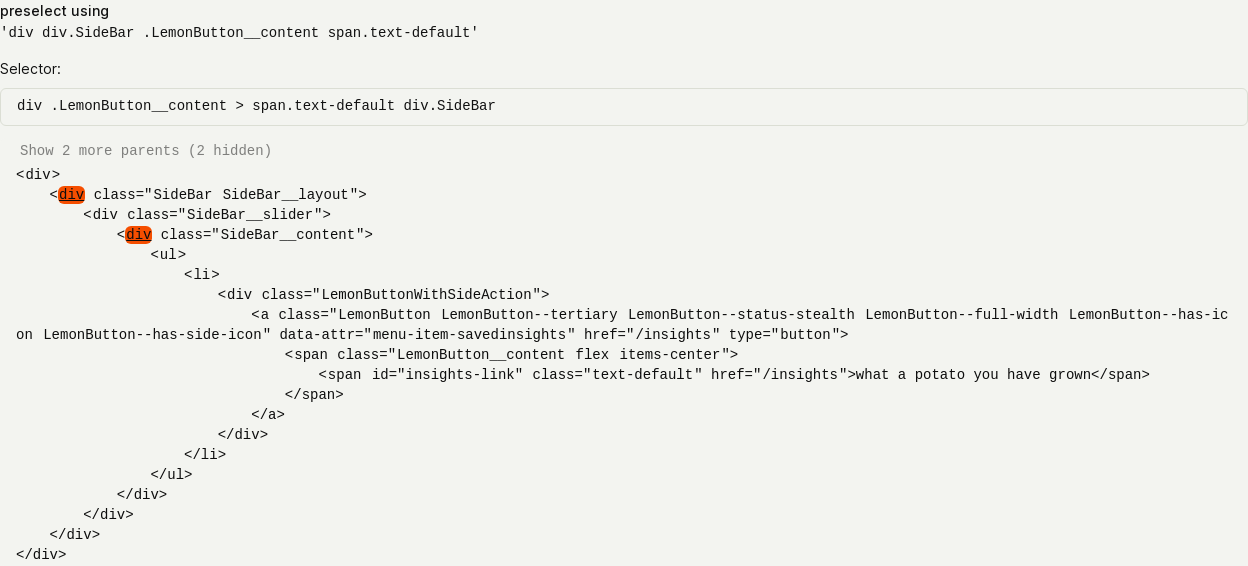 preselect using
'div div.SideBar .LemonButton__content span.text-default'
Selector:
div .LemonButton__content > span.text-default div.SideBar
Show 2 more parents (2 hidden)
<div>
<div class="SideBar SideBar__layout">
<div class="SideBar__slider">
<div class="SideBar__content">
<ul>
<li>
<div class="LemonButtonWithSideAction">
<a class="LemonButton LemonButton--tertiary LemonButton--status-stealth LemonButton--full-width LemonButton--has-ic
on LemonButton--has-side-icon" data-attr="menu-item-savedinsights" href="/insights" type="button">
<span class="LemonButton__content flex items-center">
<span id="insights-link" class="text-default" href="/insights">what a potato you have grown</span>
</span>
</a>
</div>
</li>
</ul>
</div>
</div>
</div>
</div>